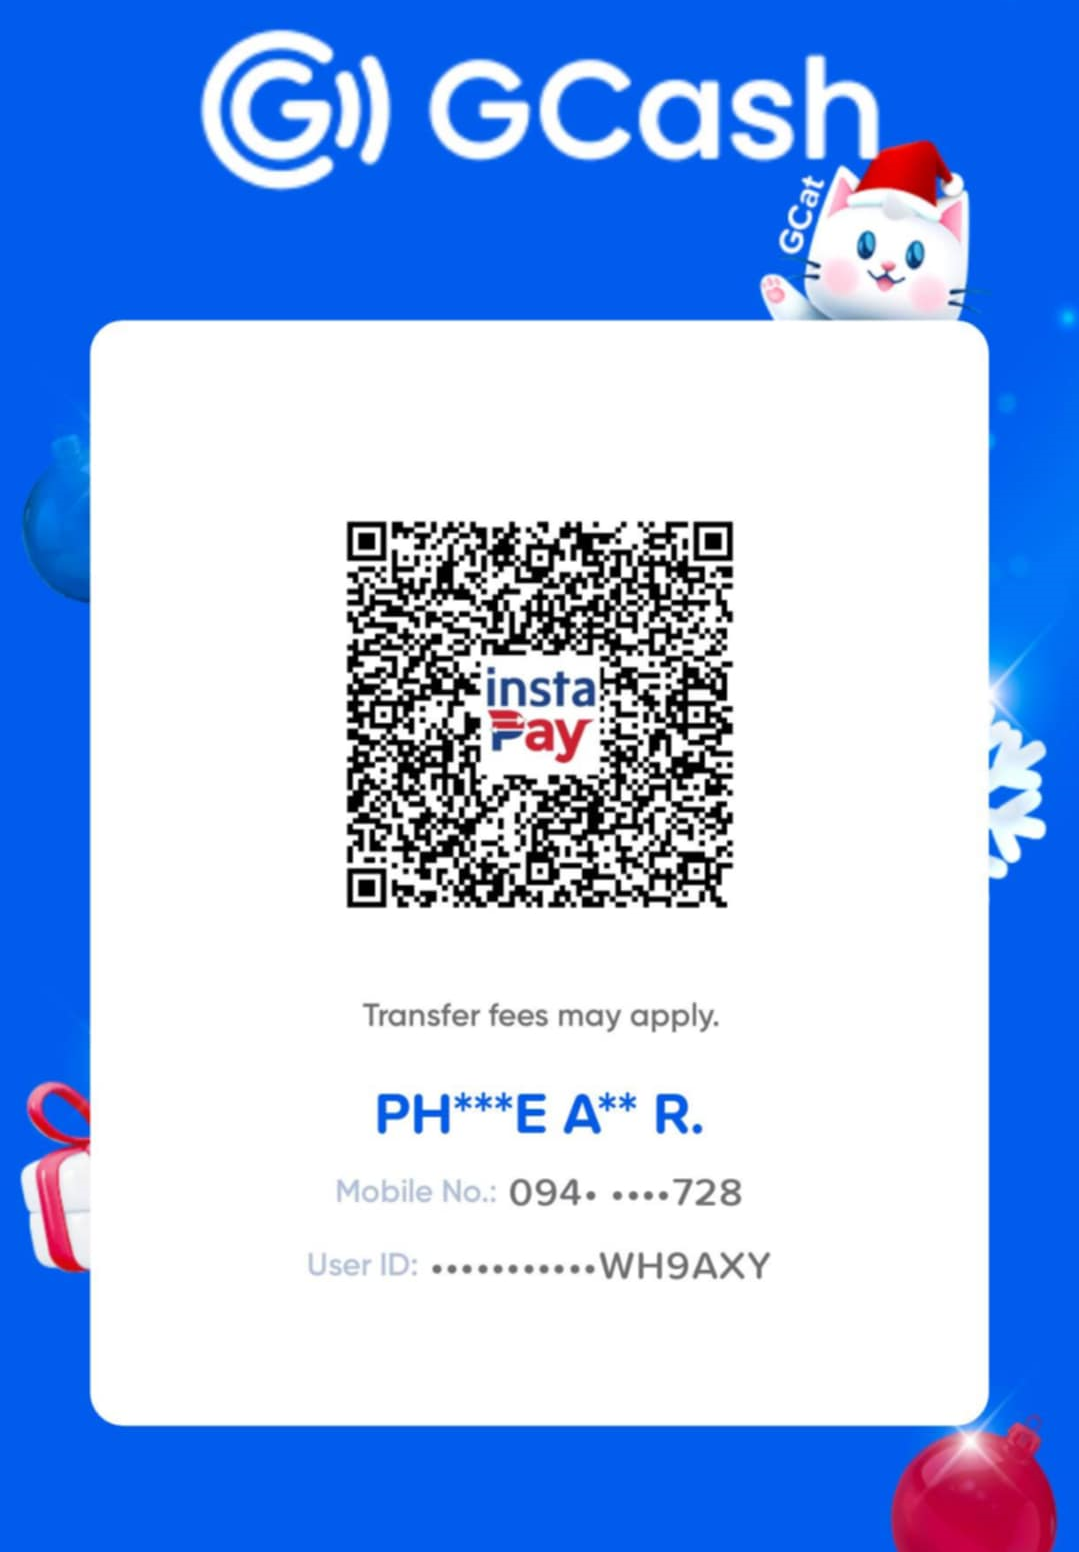 GCash
GCat
insta
Pay
Transfer fees may apply.
PH***E A** R.
Mobile No.: 094• ••••728
User ID: •••••••••••WH9AXY